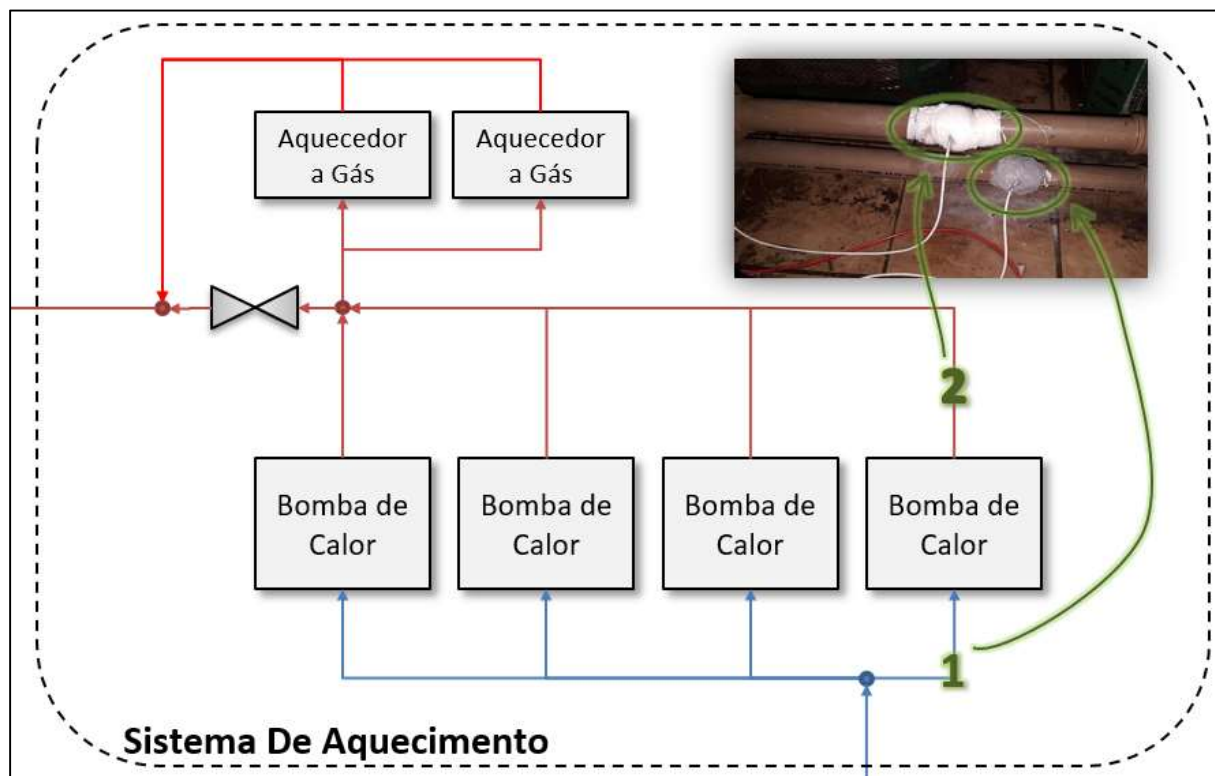 Aquecedor
a Gás
Aquecedor
a Gás
2
Bomba de
Calor
Bomba de
Calor
Bomba de
Calor
Bomba de
Calor
1
Sistema De Aquecimento